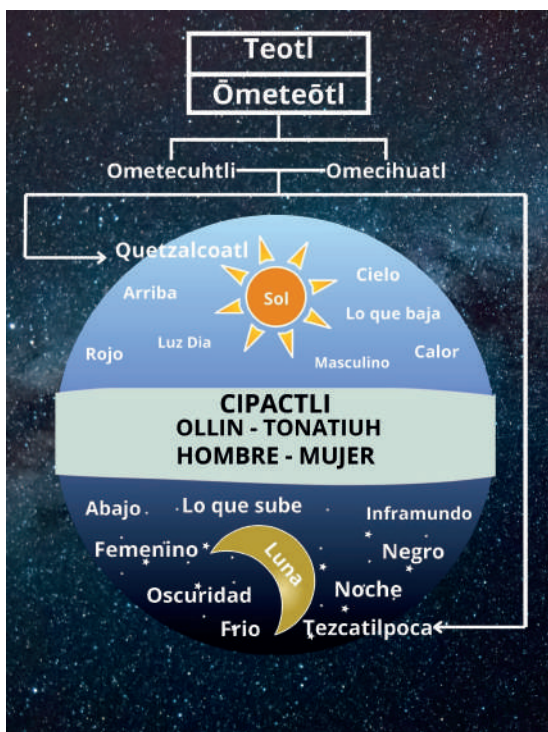 Teotl
Ōmeteōtl
Ometecuhtli
Omecihuatl
Quetzalcoatl
Cielo
Arriba
Sol
Lo que baja
Rojo
Luz Dia
Masculino
Calor
CIPACTLI
OLLIN - TONATIUH
HOMBRE - MUJER
Abajo
Lo que sube
Inframundo
Femenino
Luna
Negro
Oscuridad
Noche
Frio
Tezcatilpoca